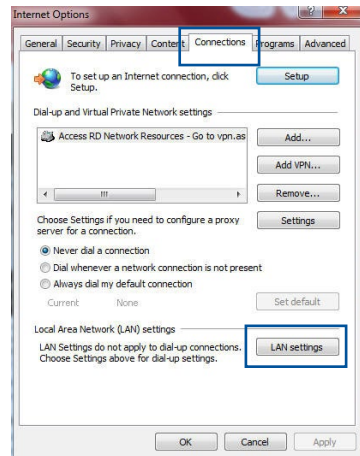 Internet Options
General Security Privacy Content Connections Programs Advanced
To set up an Internet connection, click Setup.
Setup
Dial-up and Virtual Private Network settings
Access RD Network Resources - Go to vpn.as
Add...
Add VPN...
Remove...
Choose Settings if you need to configure a proxy
server for a connection.
Settings
Never dial a connection
Dial whenever a network connection is not present
Always dial my default connection
Current None
Set default
Local Area Network (LAN) settings
LAN Settings do not apply to dial-up connections.
Choose Settings above for dial-up settings.
LAN settings
OK Cancel Apply